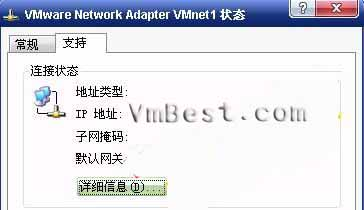 VMware Network Adapter VMnet1 状态
常规 支持
连接状态
地址类型:
IP 地址:
VmBest.com
子网掩码:
默认网关
详细信息(D)...